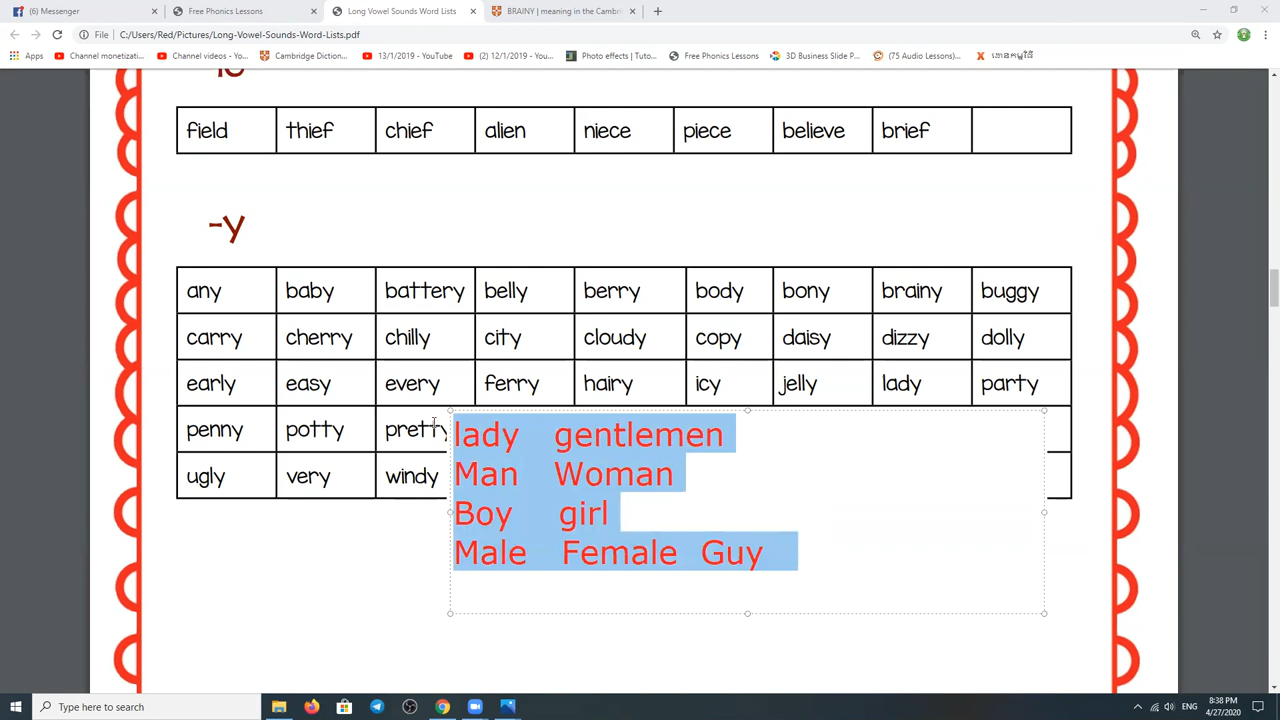 (6) Messenger
Free Phonics Lessons
Long Vowel Sounds Word Lists
BRAINY | meaning in the Camb
File
C:/Users/Red/Pictures/Long-Vowel-Sounds-Word-Lists.pdf
Apps
Channel monetizati...
Channel videos - Yo...
Cambridge Diction...
13/1/2019 - YouTube
(2) 12/1/2019 - You...
Photo effects | Tuto...
Free Phonics Lessons
3D Business Slide P...
(75 Audio Lessons)...
field thief chief alien niece piece believe brief
-y
any baby battery belly berry body bony brainy buggy
carry cherry chilly city cloudy copy daisy dizzy dolly
early easy every ferry hairy icy jelly lady party
penny potty pretty
ugly very windy
lady gentlemen
Man Woman
Boy girl
Male Female Guy
Type here to search
ENG
8:38 PM
4/27/2020